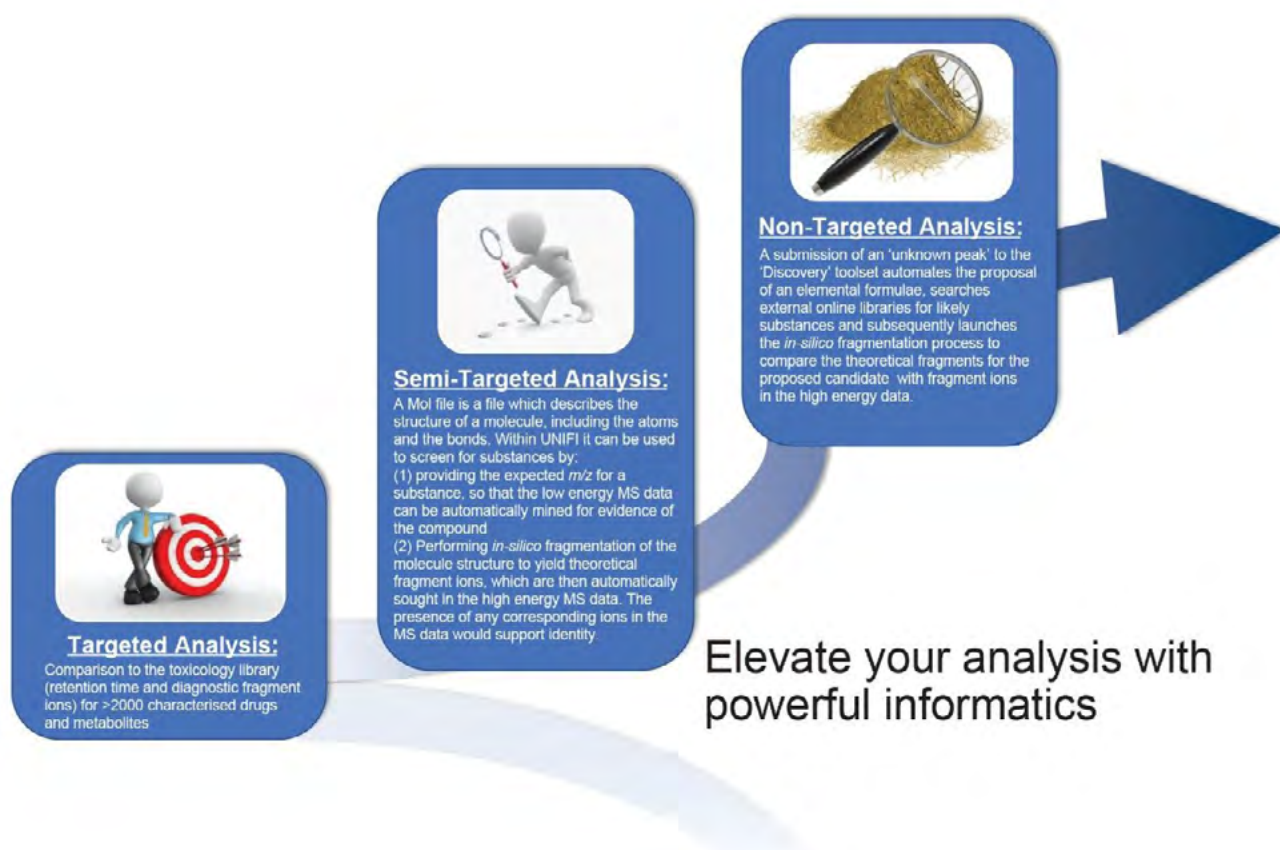 Non-Targeted Analysis:
A submission of an 'unknown peak' to the
'Discovery' toolset automates the proposal
of an elemental formulae, searches
external online libraries for likely
substances and subsequently launches
the in-silico fragmentation process to
compare the theoretical fragments for the
proposed candidate with fragment ions
in the high energy data.
Semi-Targeted Analysis:
A Mol file is a file which describes the
structure of a molecule, including the atoms
and the bonds. Within UNIFI it can be used
to screen for substances by:
(1) providing the expected m/z for a
substance, so that the low energy MS data
can be automatically mined for evidence of
the compound
(2) Performing in-silico fragmentation of the
molecule structure to yield theoretical
fragment ions, which are then automatically
sought in the high energy MS data. The
presence of any corresponding ions in the
MS data would support identity
Targeted Analysis:
Comparison to the toxicology library
(retention time and diagnostic fragment
ions) for >2000 characterised drugs
and metabolites
Elevate your analysis with
powerful informatics